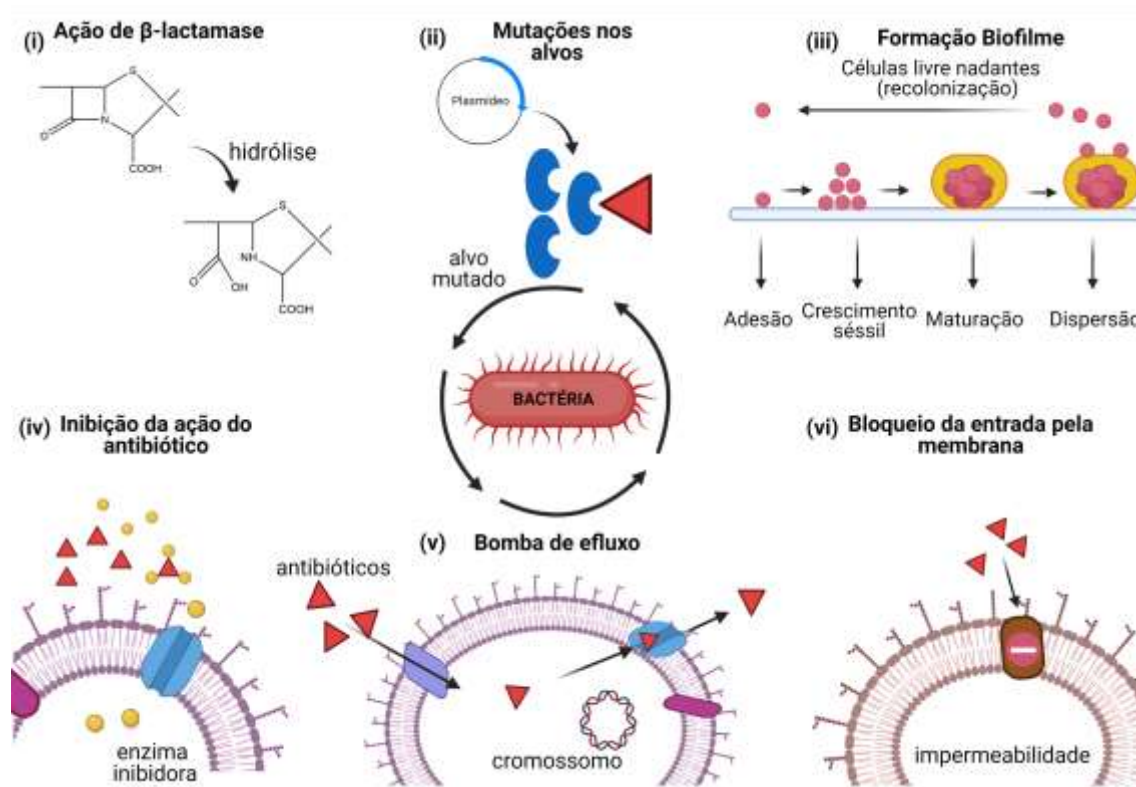 (i) Ação de β-lactamase
S
N
O
COOH
hidrólise
S
NH
O
OH
COOH
(ii) Mutações nos
alvos
Plasmídeo
alvo
mutado
(iii) Formação Biofilme
Células livre nadantes
(recolonização)
Adesão
Crescimento
séssil
Maturação
Dispersão
BACTÉRIA
(iv) Inibição da ação do
antibiótico
enzima
inibidora
(v) Bomba de efluxo
antibióticos
cromossomo
(vi) Bloqueio da entrada pela
membrana
impermeabilidade